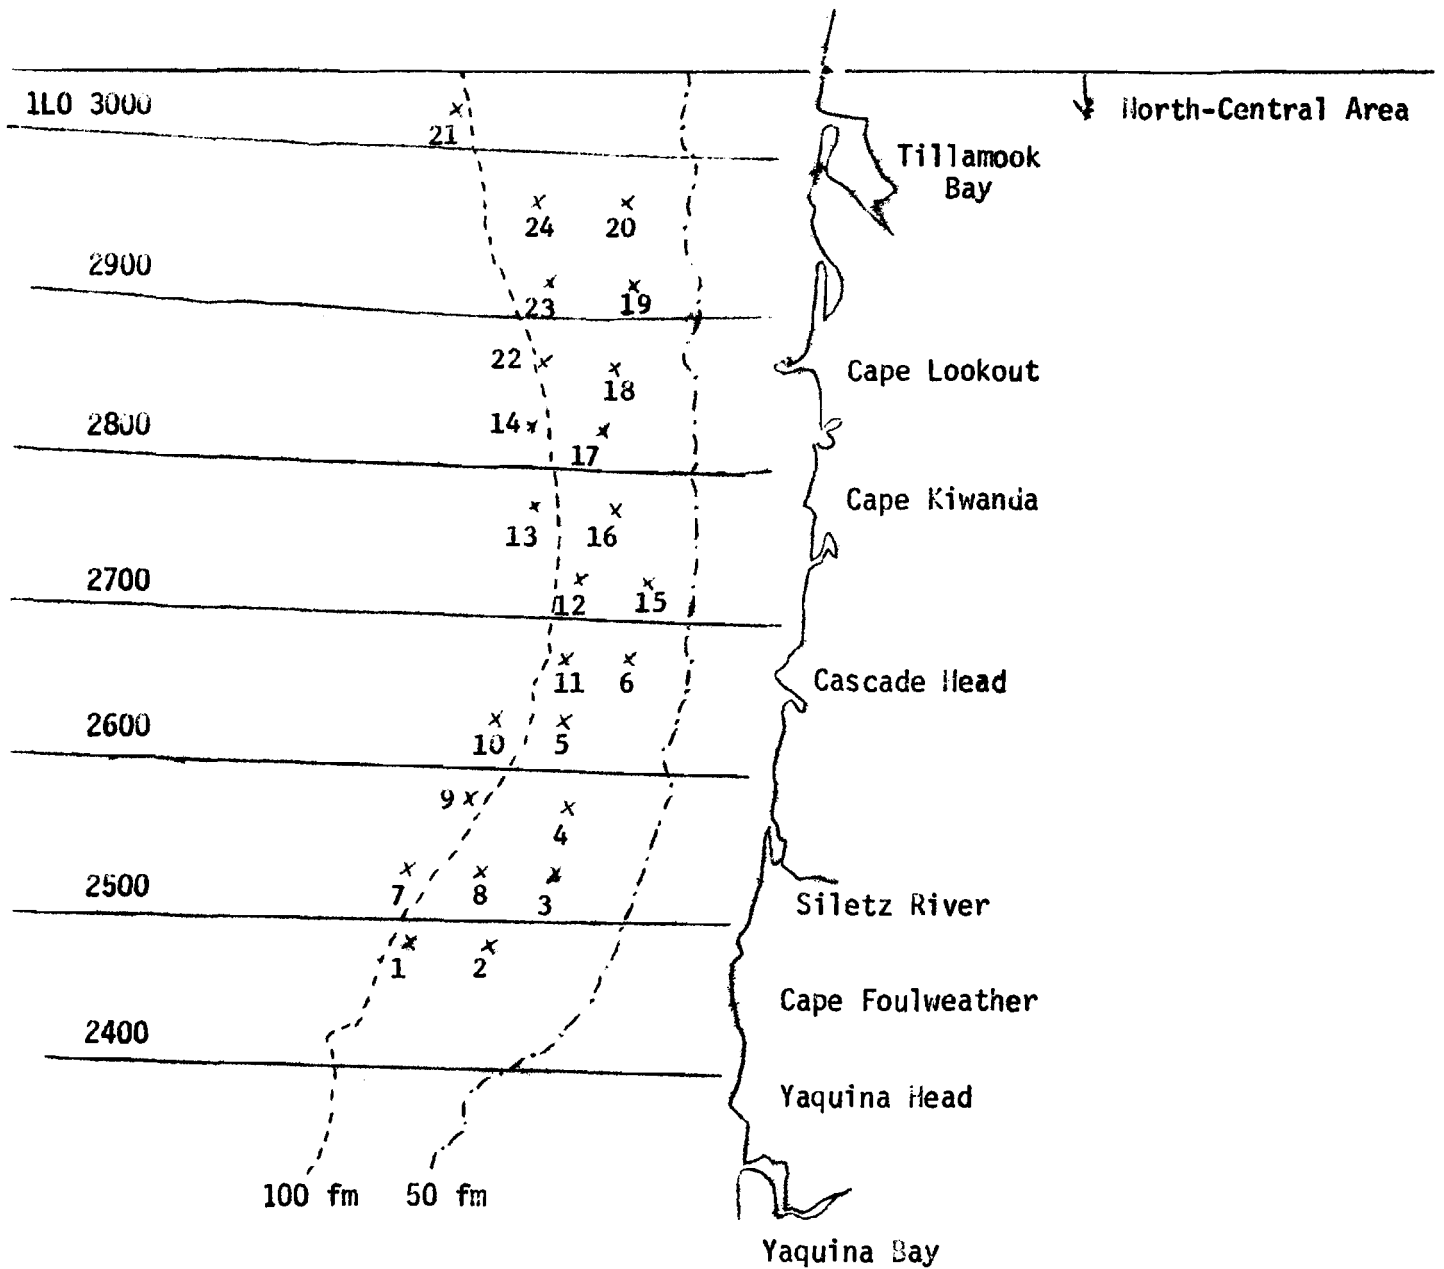 1L0 3000
North-Central Area
21
Tillamook
Bay
24 20
2900
23 19
22
18
Cape Lookout
2800
14
17
13 16
Cape Kiwanda
2700
12 15
11 6
Cascade Head
2600
10 5
9
4
2500
7 8 3
Siletz River
1 2
Cape Foulweather
2400
Yaquina Head
100 fm 50 fm
Yaquina Bay